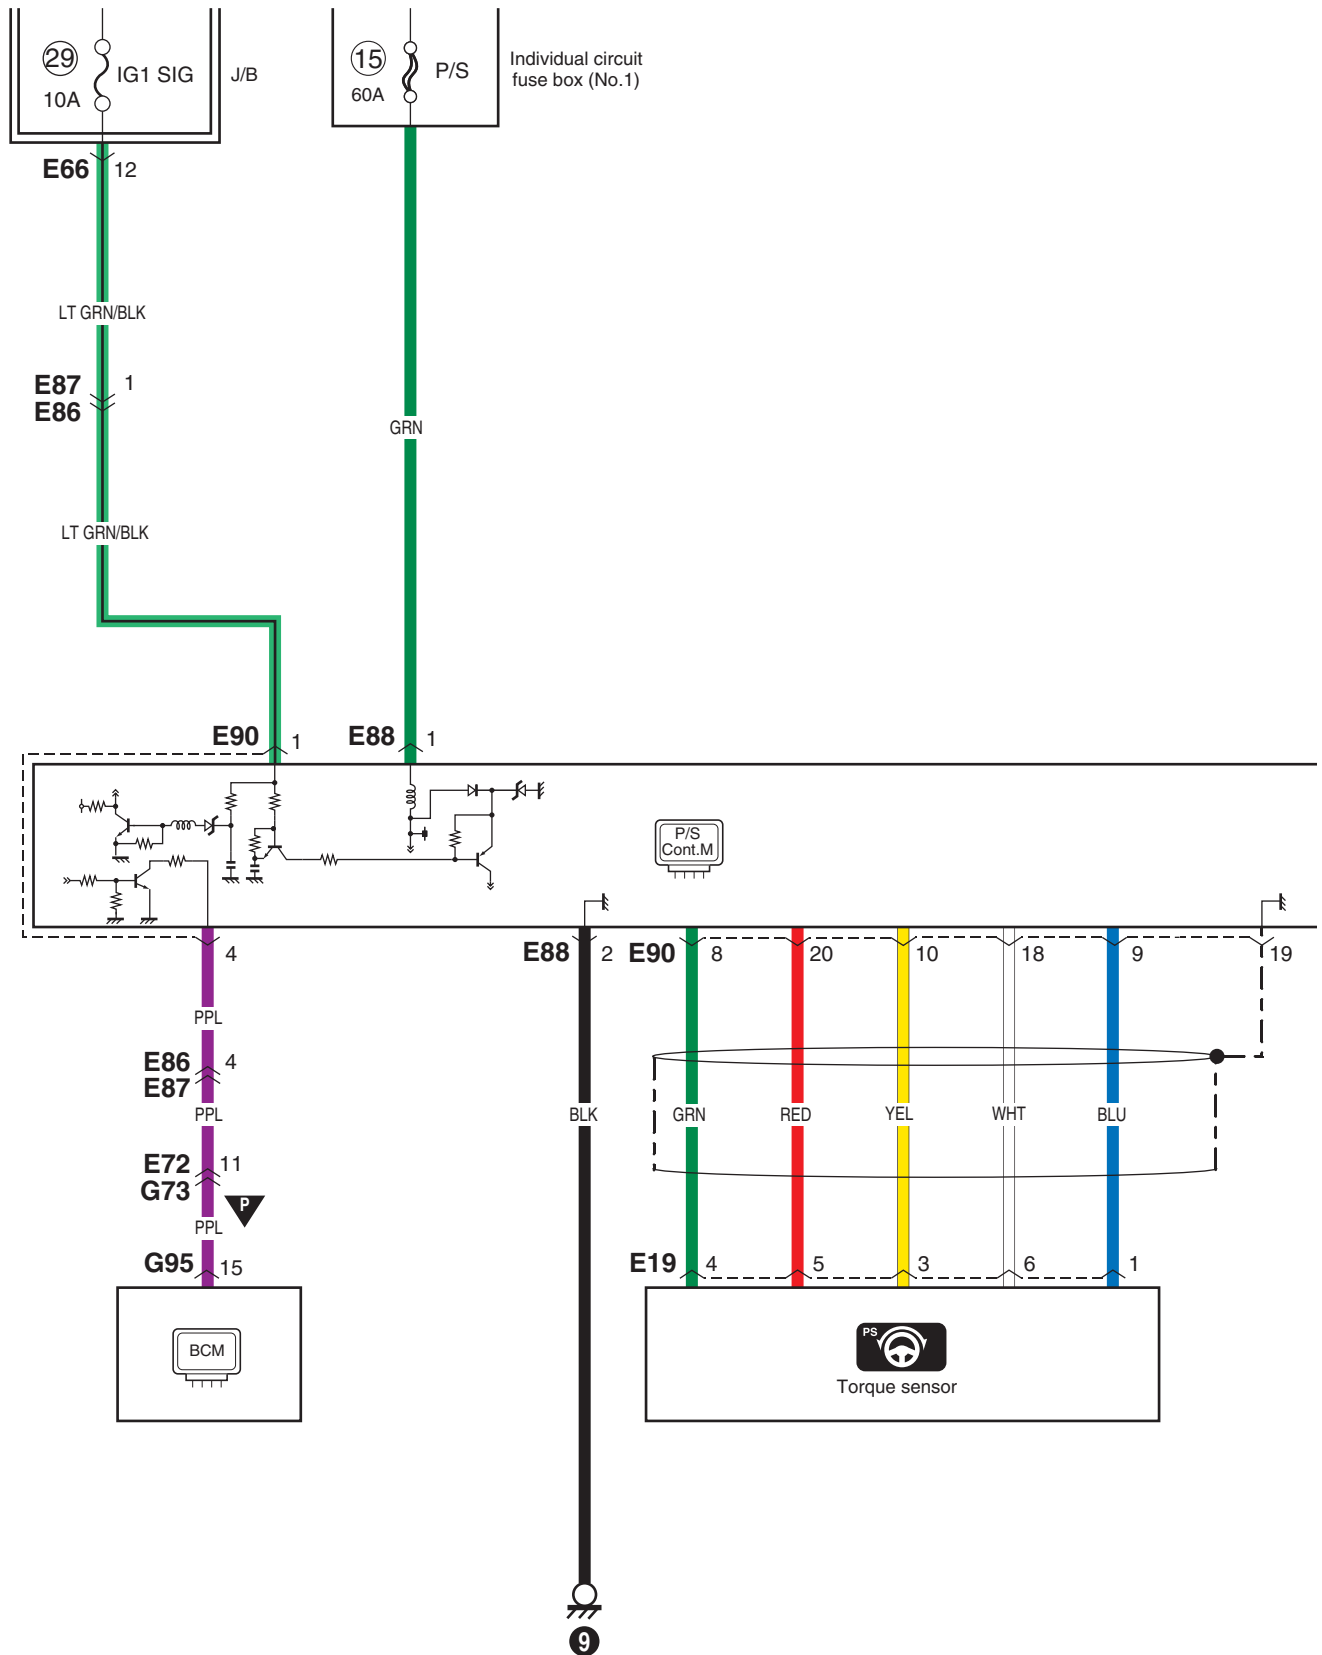 29
10A
IG1 SIG
J/B
15
60A
P/S
Individual circuit
fuse box (No.1)
E66
12
LT GRN/BLK
E87
1
E86
GRN
LT GRN/BLK
E90
1
E88
1
P/S
Cont.M
4
E88
2
E90
8
20
10
18
9
19
PPL
E86
4
E87
PPL
BLK
GRN
RED
YEL
WHT
BLU
E72
11
G73
P
PPL
G95
15
E19
4
5
3
6
1
BCM
PS
Torque sensor
9